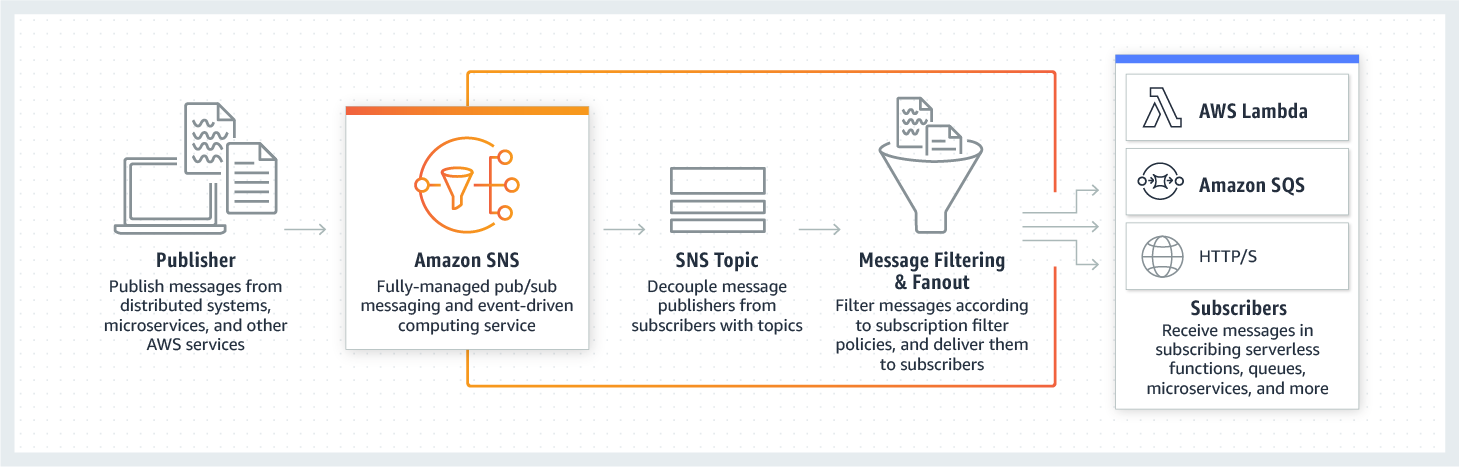 Publisher
Publish messages from
distributed systems,
microservices, and other
AWS services
Amazon SNS
Fully-managed pub/sub
messaging and event-driven
computing service
SNS Topic
Decouple message
publishers from
subscribers with topics
Message Filtering
& Fanout
Filter messages according
to subscription filter
policies, and deliver them
to subscribers
AWS Lambda
Amazon SQS
HTTP/S
Subscribers
Receive messages in
subscribing serverless
functions, queues,
microservices, and more